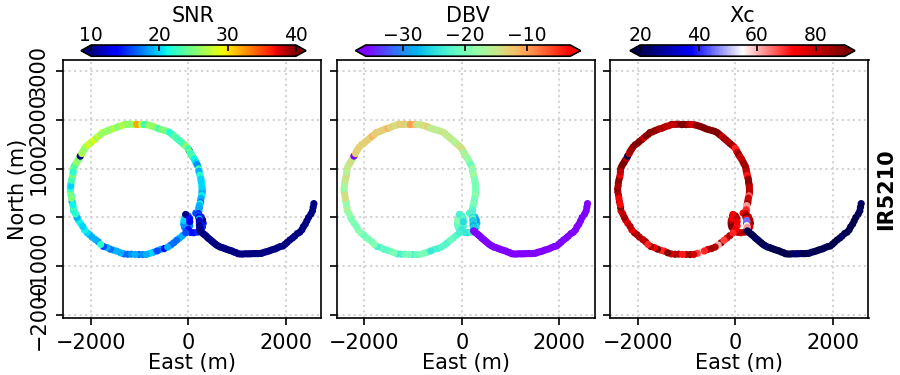 SNR
DBV
Xc
10 20 30 40
−30 −20 −10
20 40 60 80
North (m)
3000
2000
1000
0
−1000
−2000
IR5210
−2000 0 2000
−2000 0 2000
−2000 0 2000
East (m)
East (m)
East (m)